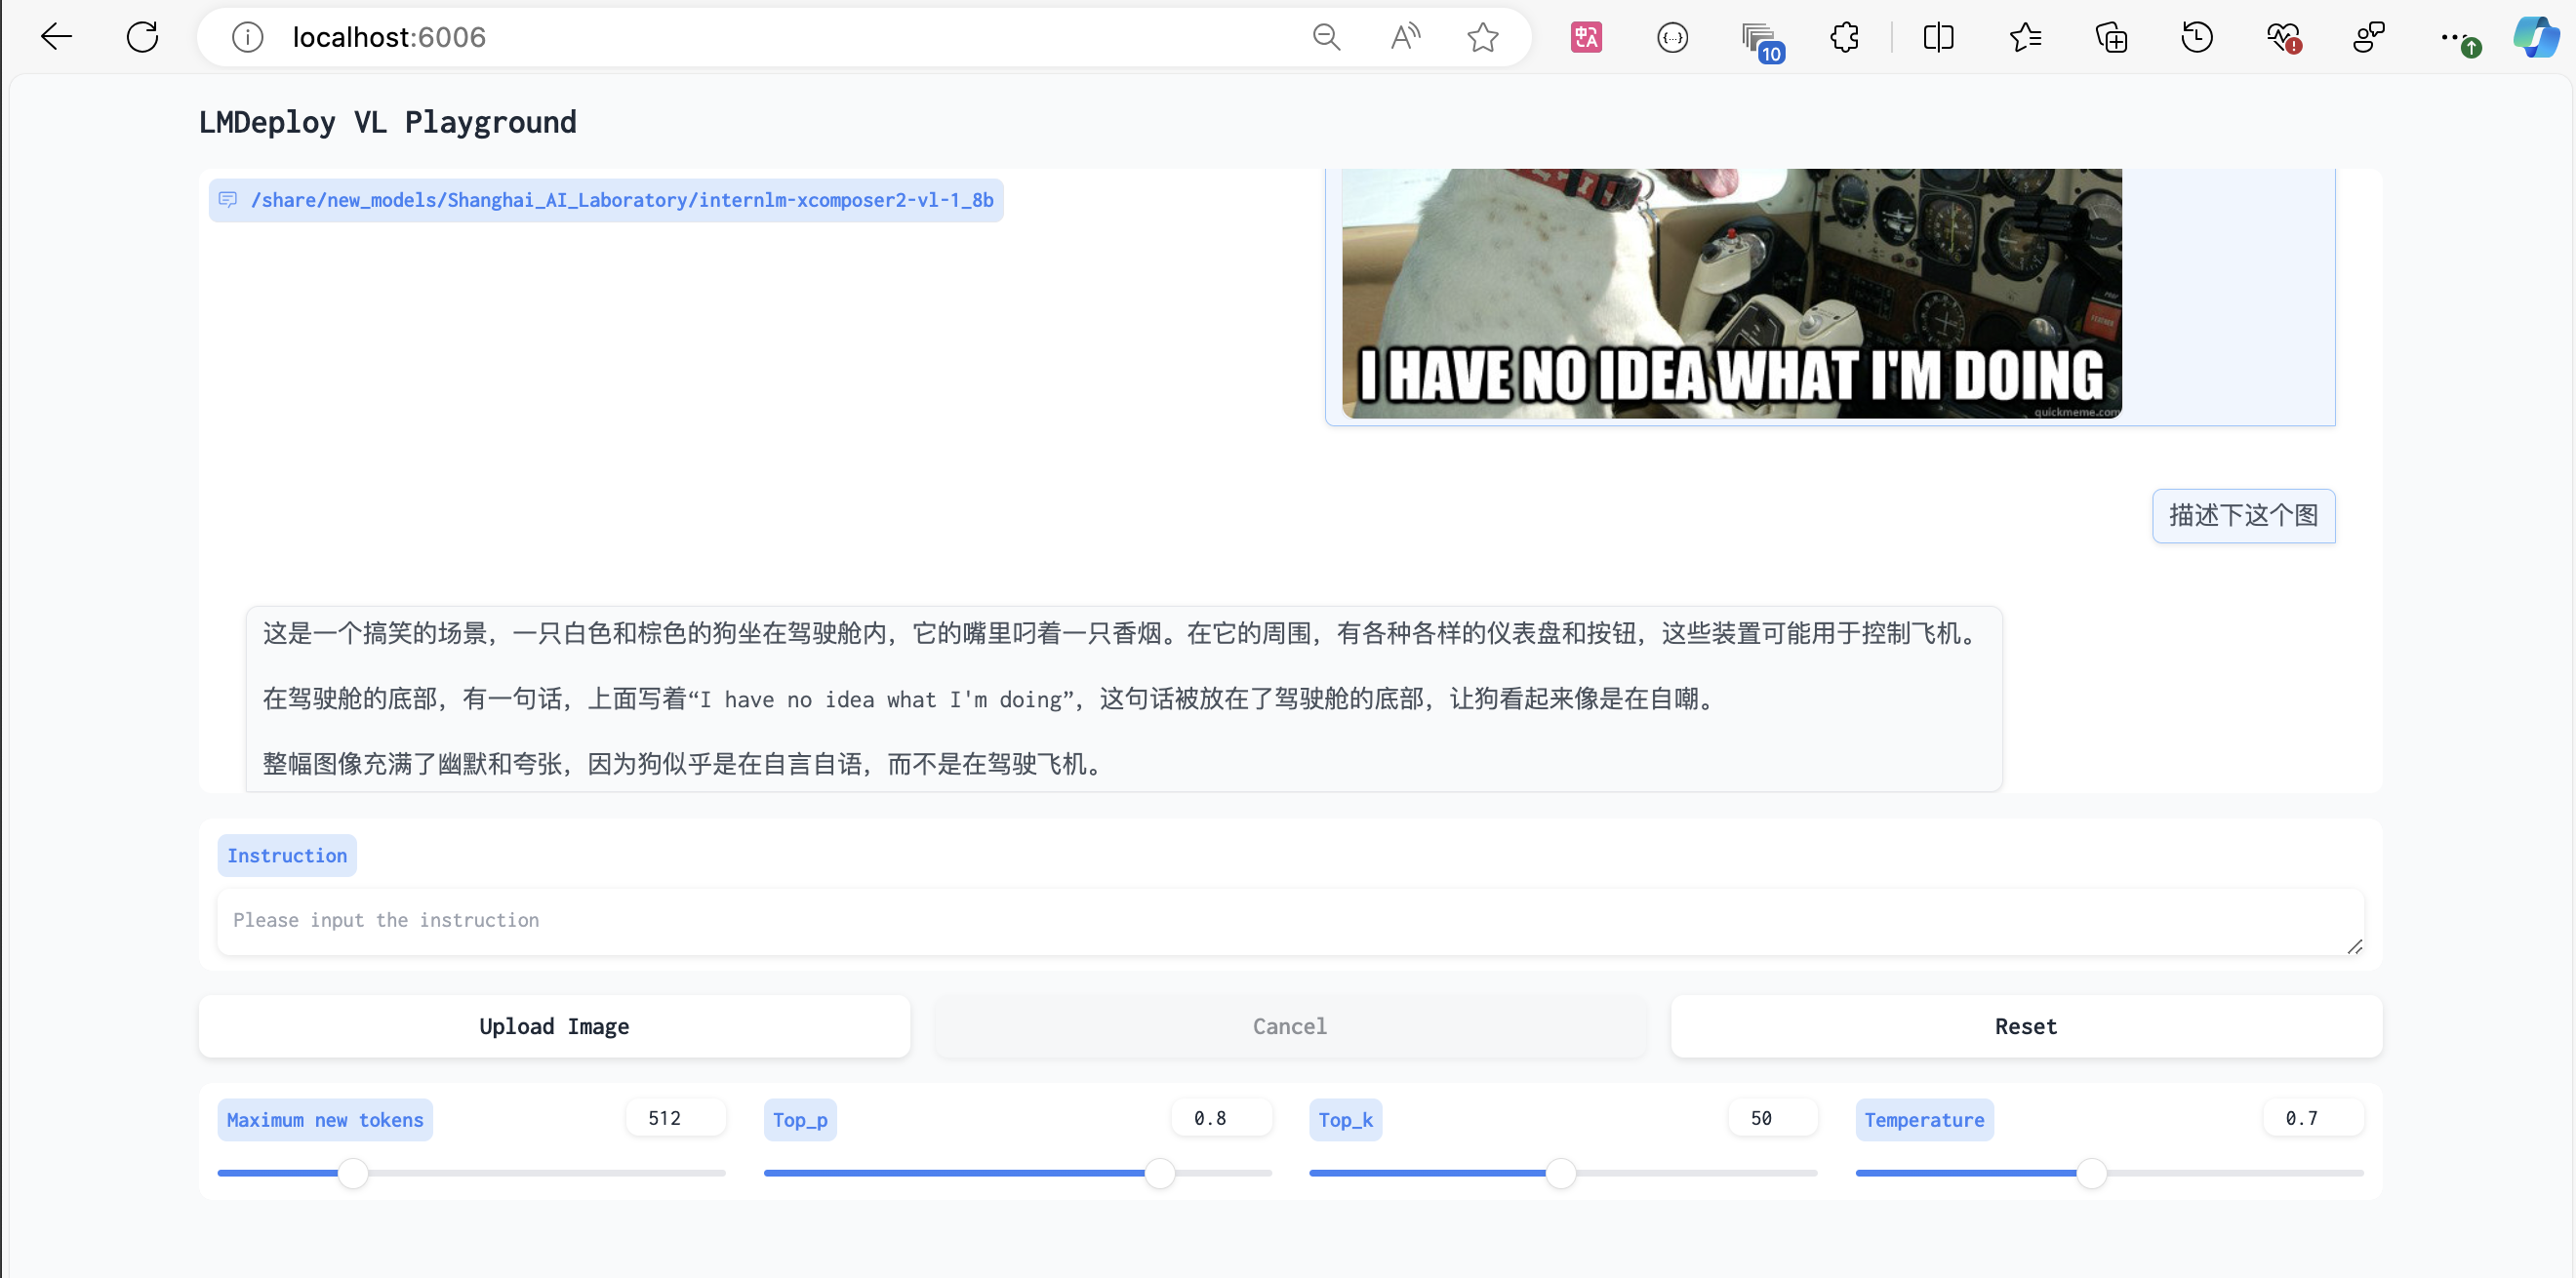 localhost:6006
10
LMDeploy VL Playground
/share/new_models/Shanghai_AI_Laboratory/internlm-xcomposer2-vl-1_8b
I HAVE NO IDEA WHAT I'M DOING
quickmeme.com
描述下这个图
这是一个搞笑的场景，一只白色和棕色的狗坐在驾驶舱内，它的嘴里叼着一只香烟。在它的周围，有各种各样的仪表盘和按钮，这些装置可能用于控制飞机。
在驾驶舱的底部，有一句话，上面写着“I have no idea what I'm doing”，这句话被放在了驾驶舱的底部，让狗看起来像是在自嘲。
整幅图像充满了幽默和夸张，因为狗似乎是在自言自语，而不是在驾驶飞机。
Instruction
Please input the instruction
Upload Image
Cancel
Reset
Maximum new tokens
512
Top_p
0.8
Top_k
50
Temperature
0.7